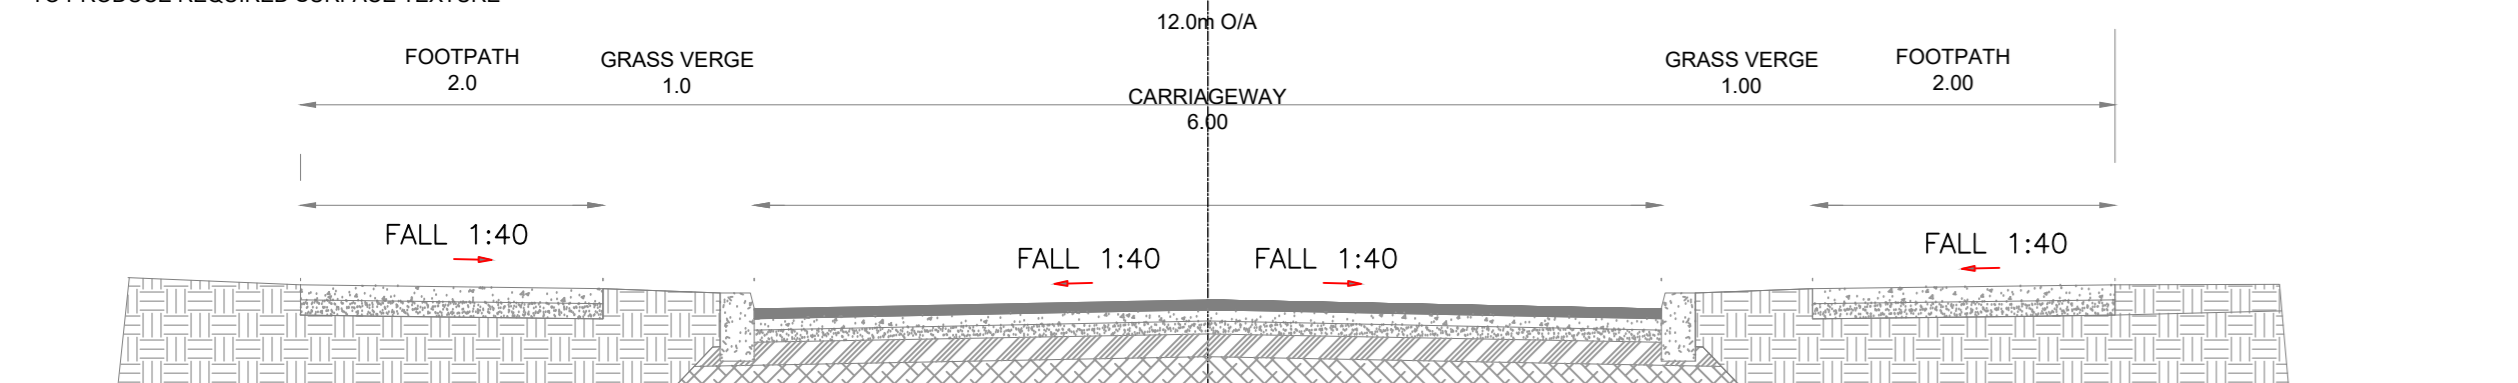 12.0m O/A
FOOTPATH
2.0
GRASS VERGE
1.0
CARRIAGEWAY
6.00
GRASS VERGE
1.00
FOOTPATH
2.00
FALL 1:40
FALL 1:40
FALL 1:40
FALL 1:40